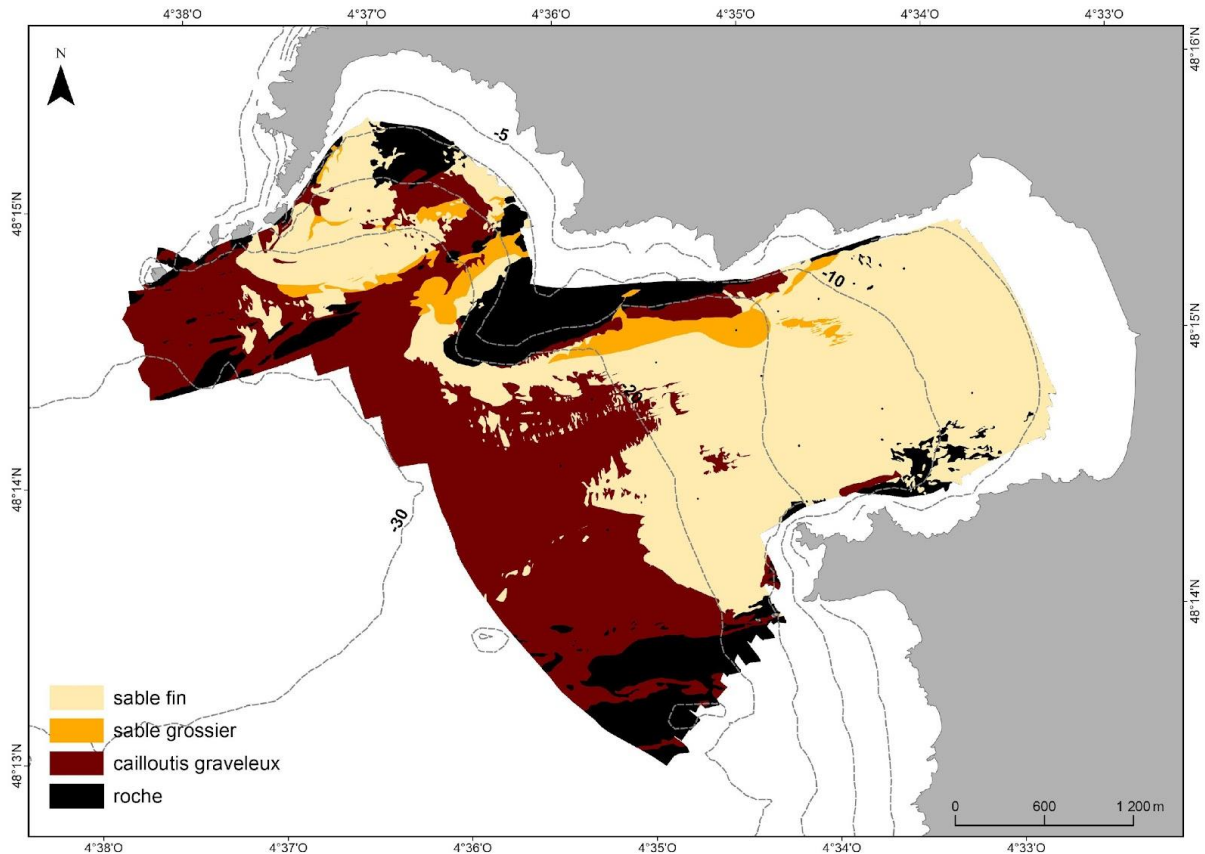 4°38'O 4°37'O 4°36'O 4°35'O 4°34'O 4°33'O
48°16'N
N
-5
48°15'N
-10
48°15'N
-20
48°14'N
-30
48°14'N
sable fin
sable grossier
cailloutis graveleux
roche
48°13'N
0 600 1 200 m
4°38'O 4°37'O 4°36'O 4°35'O 4°34'O 4°33'O